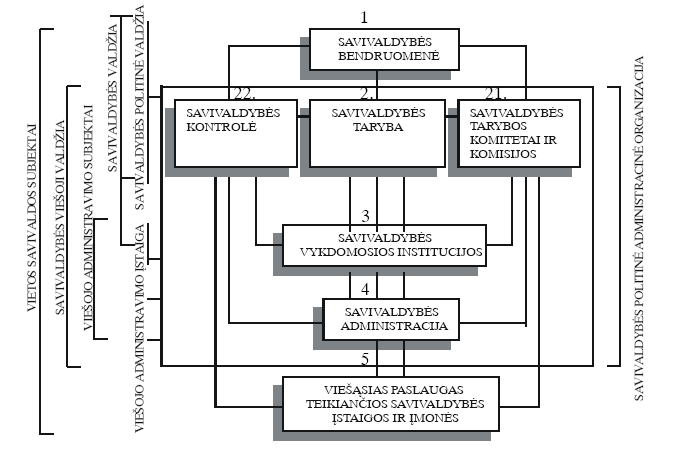 1
SAVIVALDYBĖS
BENDRUOMENĖ
22.
SAVIVALDYBĖS
KONTROLĖ
2.
SAVIVALDYBĖS
TARYBA
21.
SAVIVALDYBĖS
TARYBOS
KOMITETAI IR
KOMISIJOS
3
SAVIVALDYBĖS
VYKDOMOSIOS INSTITUCIJOS
4
SAVIVALDYBĖS
ADMINISTRACIJA
5
VIEŠĄSIAS PASLAUGAS
TEIKIANČIOS SAVIVALDYBĖS
ĮSTAIGOS IR ĮMONĖS
VIETOS SAVIVALDOS SUBJEKTAI
SAVIVALDYBĖS VIEŠOJI VALDŽIA
VIEŠOJO ADMINISTRAVIMO SUBJEKTAI
SAVIVALDYBĖS VALDŽIA
SAVIVALDYBĖS POLITINĖ VALDŽIA
VIEŠOJO ADMINISTRAVIMO ĮSTAIGA
SAVIVALDYBĖS POLITINĖ ADMINISTRACINĖ ORGANIZACIJA